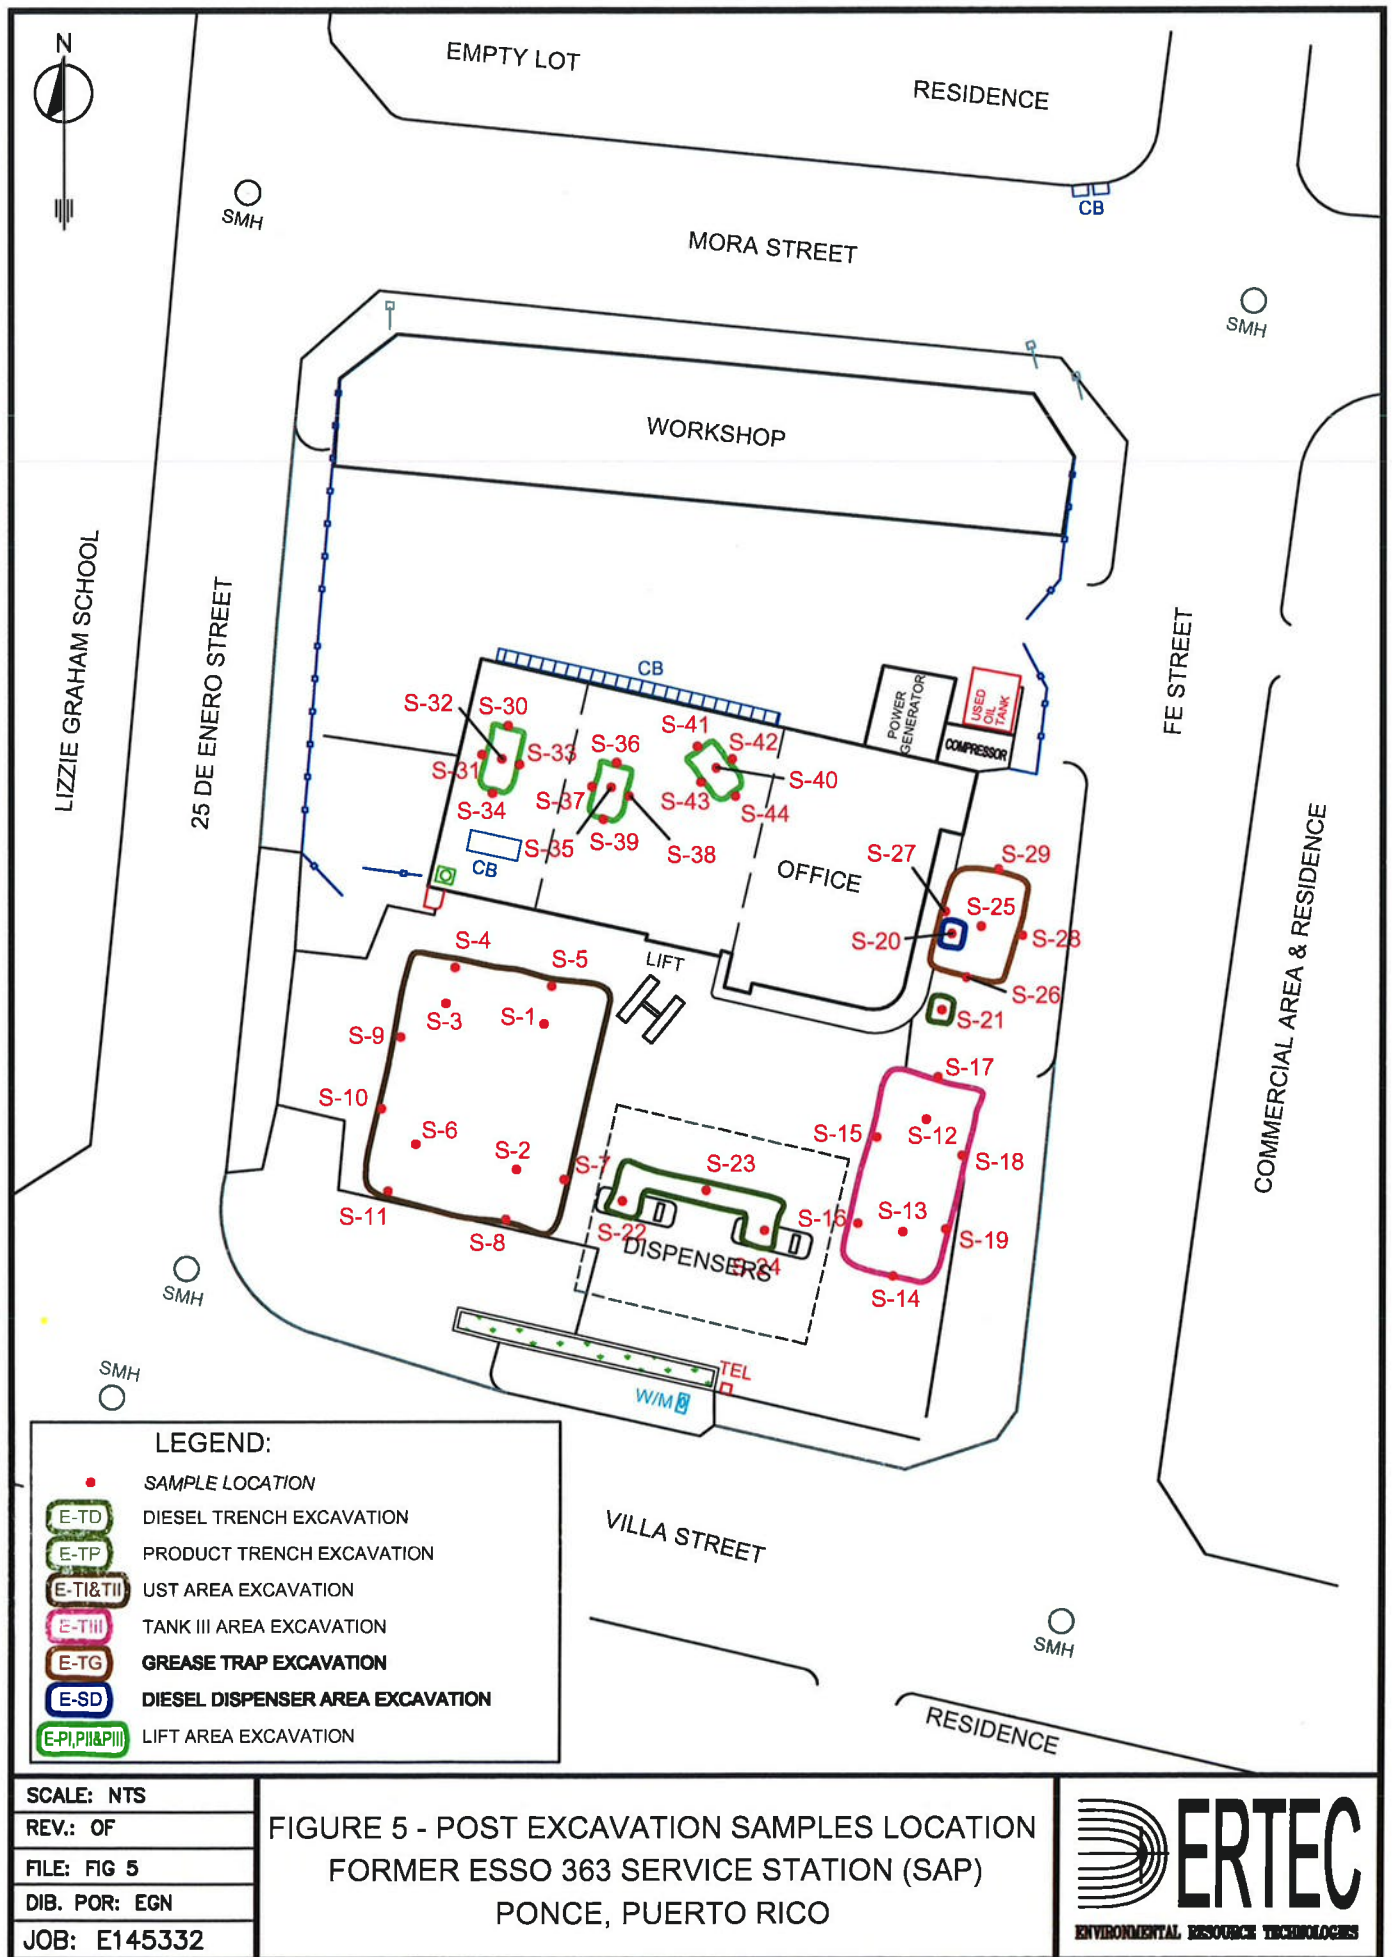 N
EMPTY LOT
RESIDENCE
SMH
CB
MORA STREET
SMH
WORKSHOP
LIZZIE GRAHAM SCHOOL
25 DE ENERO STREET
FE STREET
COMMERCIAL AREA & RESIDENCE
CB
POWER
GENERATOR
USED
OIL
TANK
COMPRESSOR
S-32
S-30
S-33
S-31
S-34
S-36
S-37
S-35
S-39
S-38
S-41
S-42
S-40
S-43
S-44
CB
OFFICE
S-27
S-29
S-25
S-20
S-28
S-26
S-21
LIFT
S-4
S-5
S-3
S-1
S-9
S-10
S-6
S-2
S-7
S-11
S-8
S-17
S-12
S-15
S-18
S-16
S-13
S-19
S-14
S-23
S-22
S-24
DISPENSERS
SMH
SMH
TEL
W/M
VILLA STREET
SMH
RESIDENCE
LEGEND:
SAMPLE LOCATION
E-TD DIESEL TRENCH EXCAVATION
E-TP PRODUCT TRENCH EXCAVATION
E-TI&TII UST AREA EXCAVATION
E-TIII TANK III AREA EXCAVATION
E-TG GREASE TRAP EXCAVATION
E-SD DIESEL DISPENSER AREA EXCAVATION
E-PI,PII&PIII LIFT AREA EXCAVATION
SCALE: NTS
REV.: OF
FILE: FIG 5
DIB. POR: EGN
JOB: E145332
FIGURE 5 - POST EXCAVATION SAMPLES LOCATION
FORMER ESSO 363 SERVICE STATION (SAP)
PONCE, PUERTO RICO
ERTEC
ENVIRONMENTAL RESOURCE TECHNOLOGIES